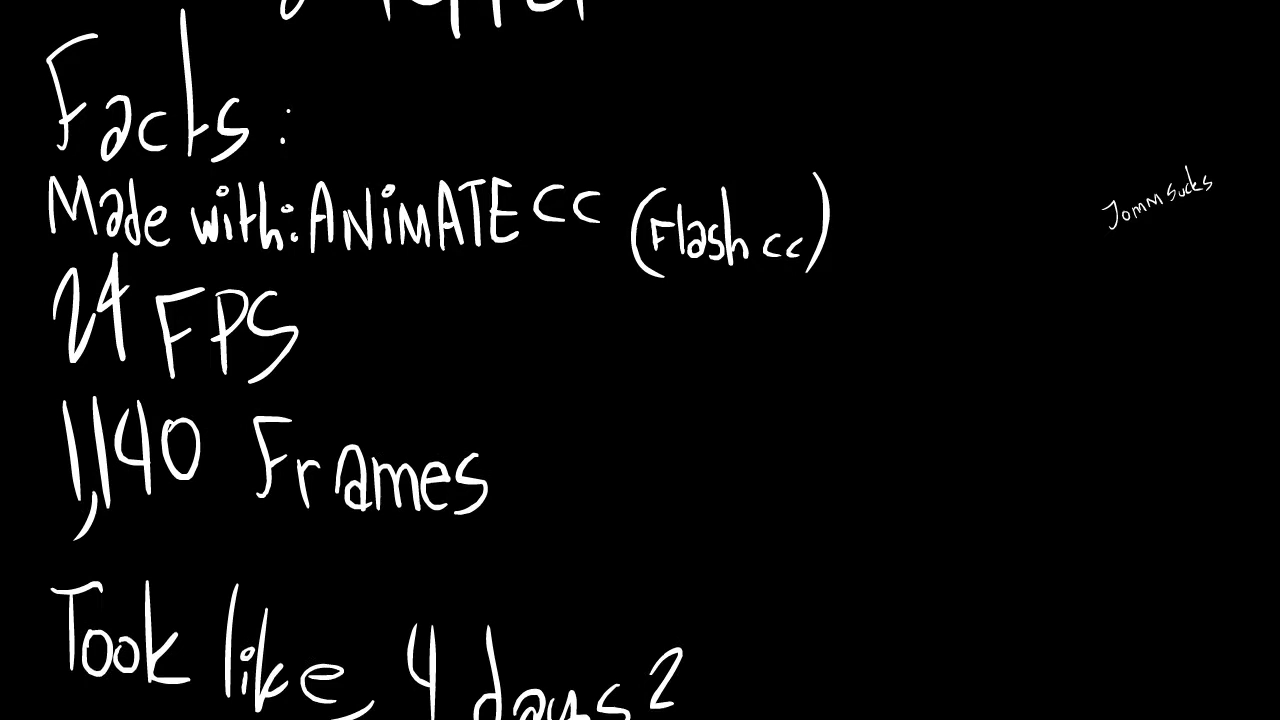 Facts:
Made with: ANiMATE CC (Flash cc)
Jomm sucks
24 FPS
1,140 Frames
Took like 4 days?